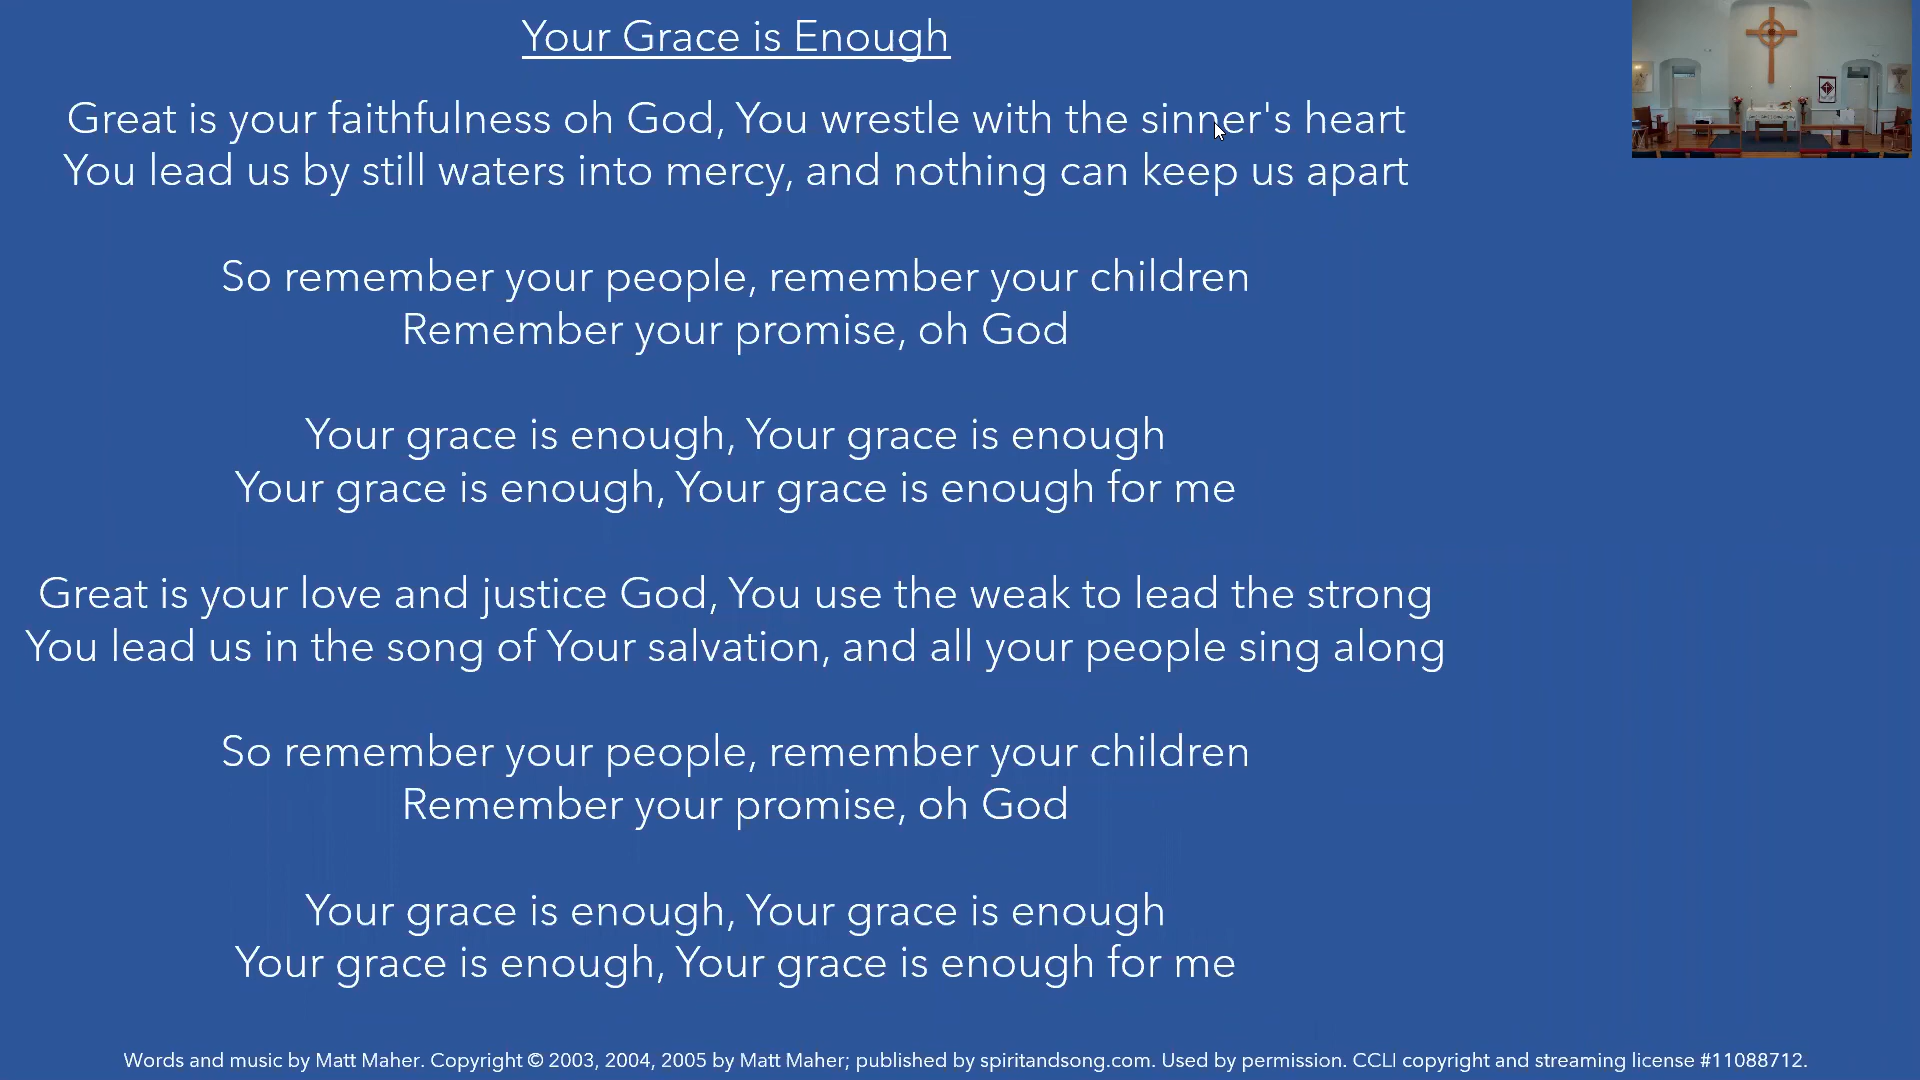 Your Grace is Enough
Great is your faithfulness oh God, You wrestle with the sinner's heart
You lead us by still waters into mercy, and nothing can keep us apart
So remember your people, remember your children
Remember your promise, oh God
Your grace is enough, Your grace is enough
Your grace is enough, Your grace is enough for me
Great is your love and justice God, You use the weak to lead the strong
You lead us in the song of Your salvation, and all your people sing along
So remember your people, remember your children
Remember your promise, oh God
Your grace is enough, Your grace is enough
Your grace is enough, Your grace is enough for me
Words and music by Matt Maher. Copyright © 2003, 2004, 2005 by Matt Maher; published by spiritandsong.com. Used by permission. CCLI copyright and streaming license #11088712.